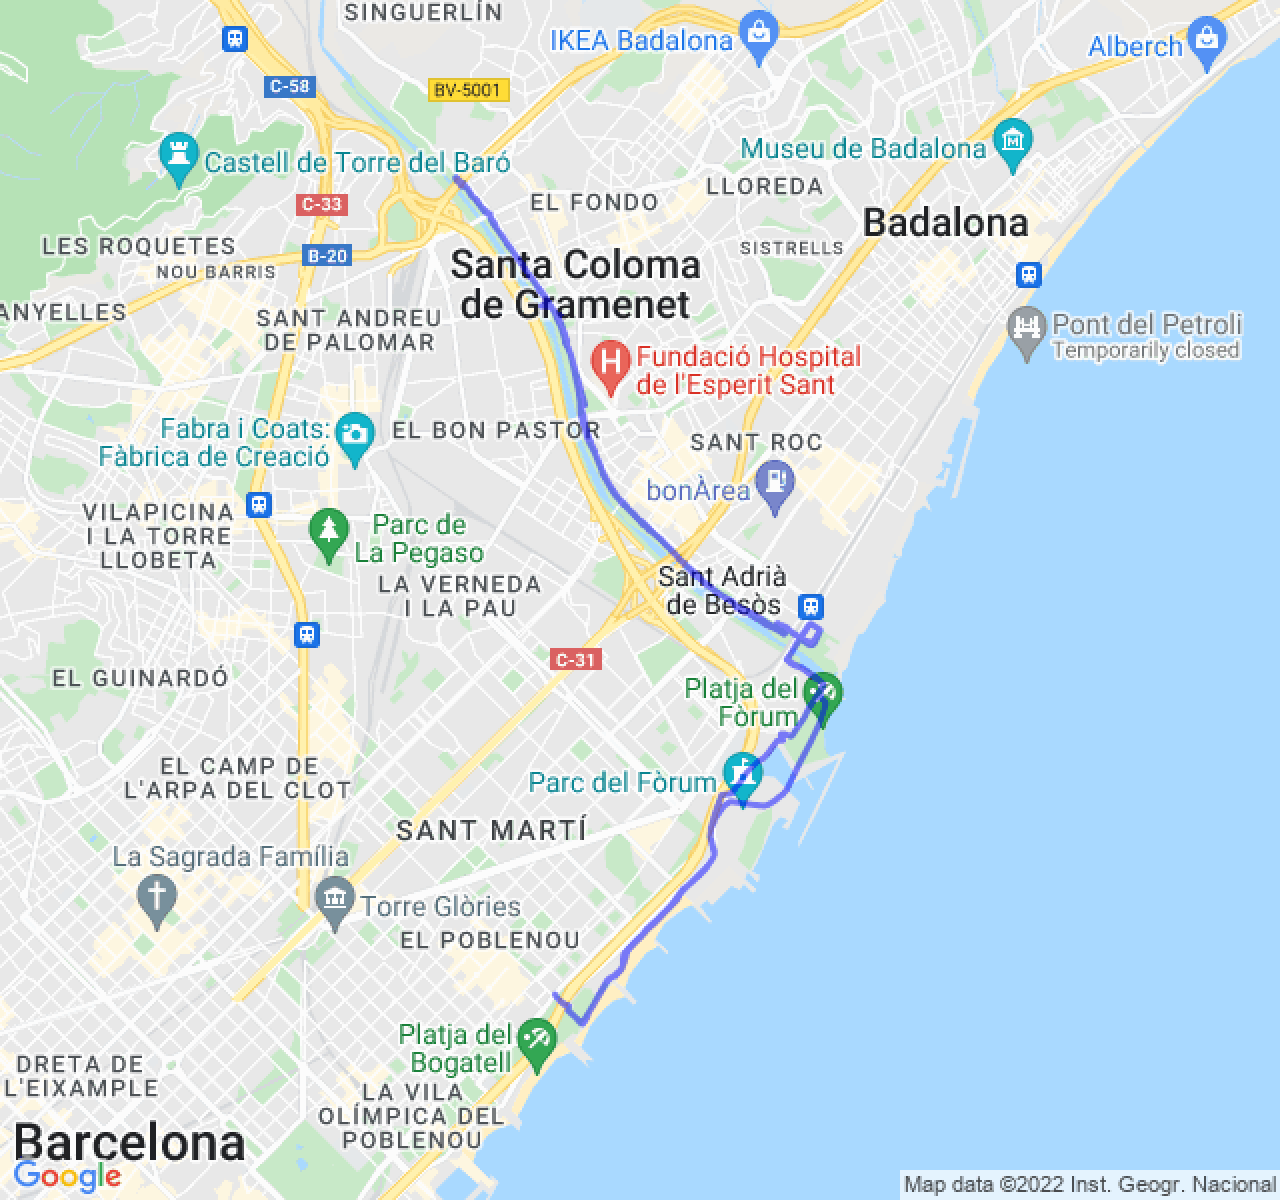 SINGUERLÍN
IKEA Badalona
Alberch
C-58
BV-5001
Museu de Badalona
Castell de Torre del Baró
LLOREDA
C-33
EL FONDO
Badalona
LES ROQUETES
B-20
SISTRELLS
NOU BARRIS
Santa Coloma
de Gramenet
ANYELLES
SANT ANDREU
DE PALOMAR
Pont del Petroli
Temporarily closed
Fundació Hospital
de l'Esperit Sant
Fabra i Coats:
Fàbrica de Creació
EL BON PASTOR
SANT ROC
bonÀrea
VILAPICINA
I LA TORRE
LLOBETA
Parc de
La Pegaso
LA VERNEDA
I LA PAU
Sant Adrià
de Besòs
C-31
EL GUINARDÓ
Platja del
Fòrum
EL CAMP DE
L'ARPA DEL CLOT
Parc del Fòrum
SANT MARTÍ
La Sagrada Família
Torre Glòries
EL POBLENOU
Platja del
Bogatell
DRETA DE
L'EIXAMPLE
LA VILA
OLÍMPICA DEL
POBLENOU
Barcelona
Google
Map data ©2022 Inst. Geogr. Nacional